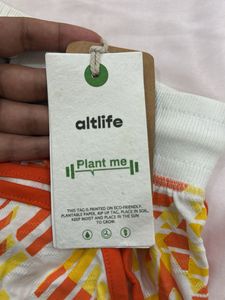 altlife
Plant me
THIS TAG IS PRINTED ON ECO-FRIENDLY,
PLANTABLE PAPER, RIP UP TAG, PLACE IN SOIL,
KEEP MOIST AND PLACE IN THE SUN
TO GROW.